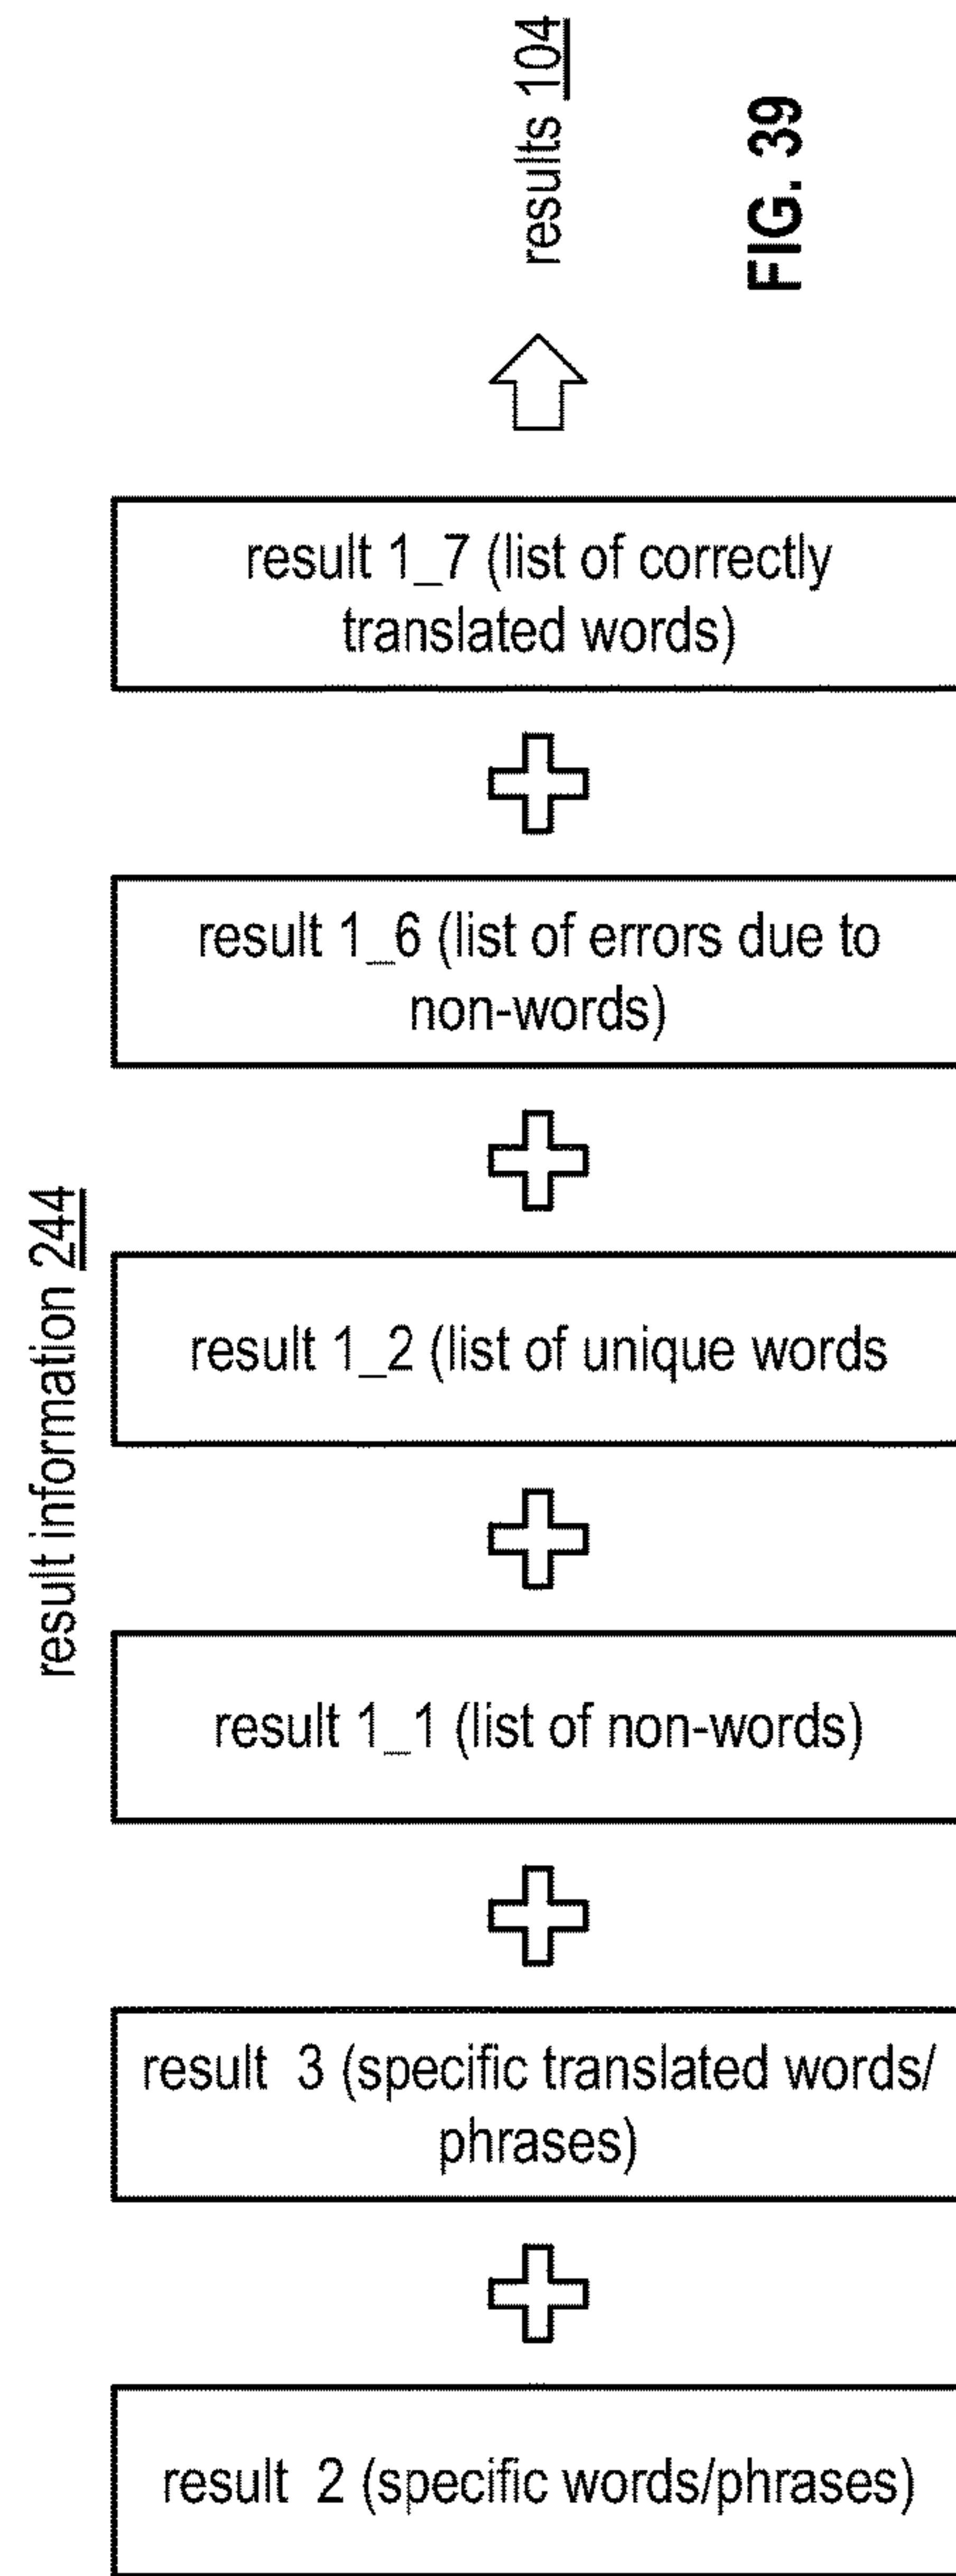 results 104
FIG. 39
result 1_7 (list of correctly
translated words)
result 1_6 (list of errors due to
non-words)
result information 244
result 1_2 (list of unique words
result 1_1 (list of non-words)
result 3 (specific translated words/
phrases)
result 2 (specific words/phrases)